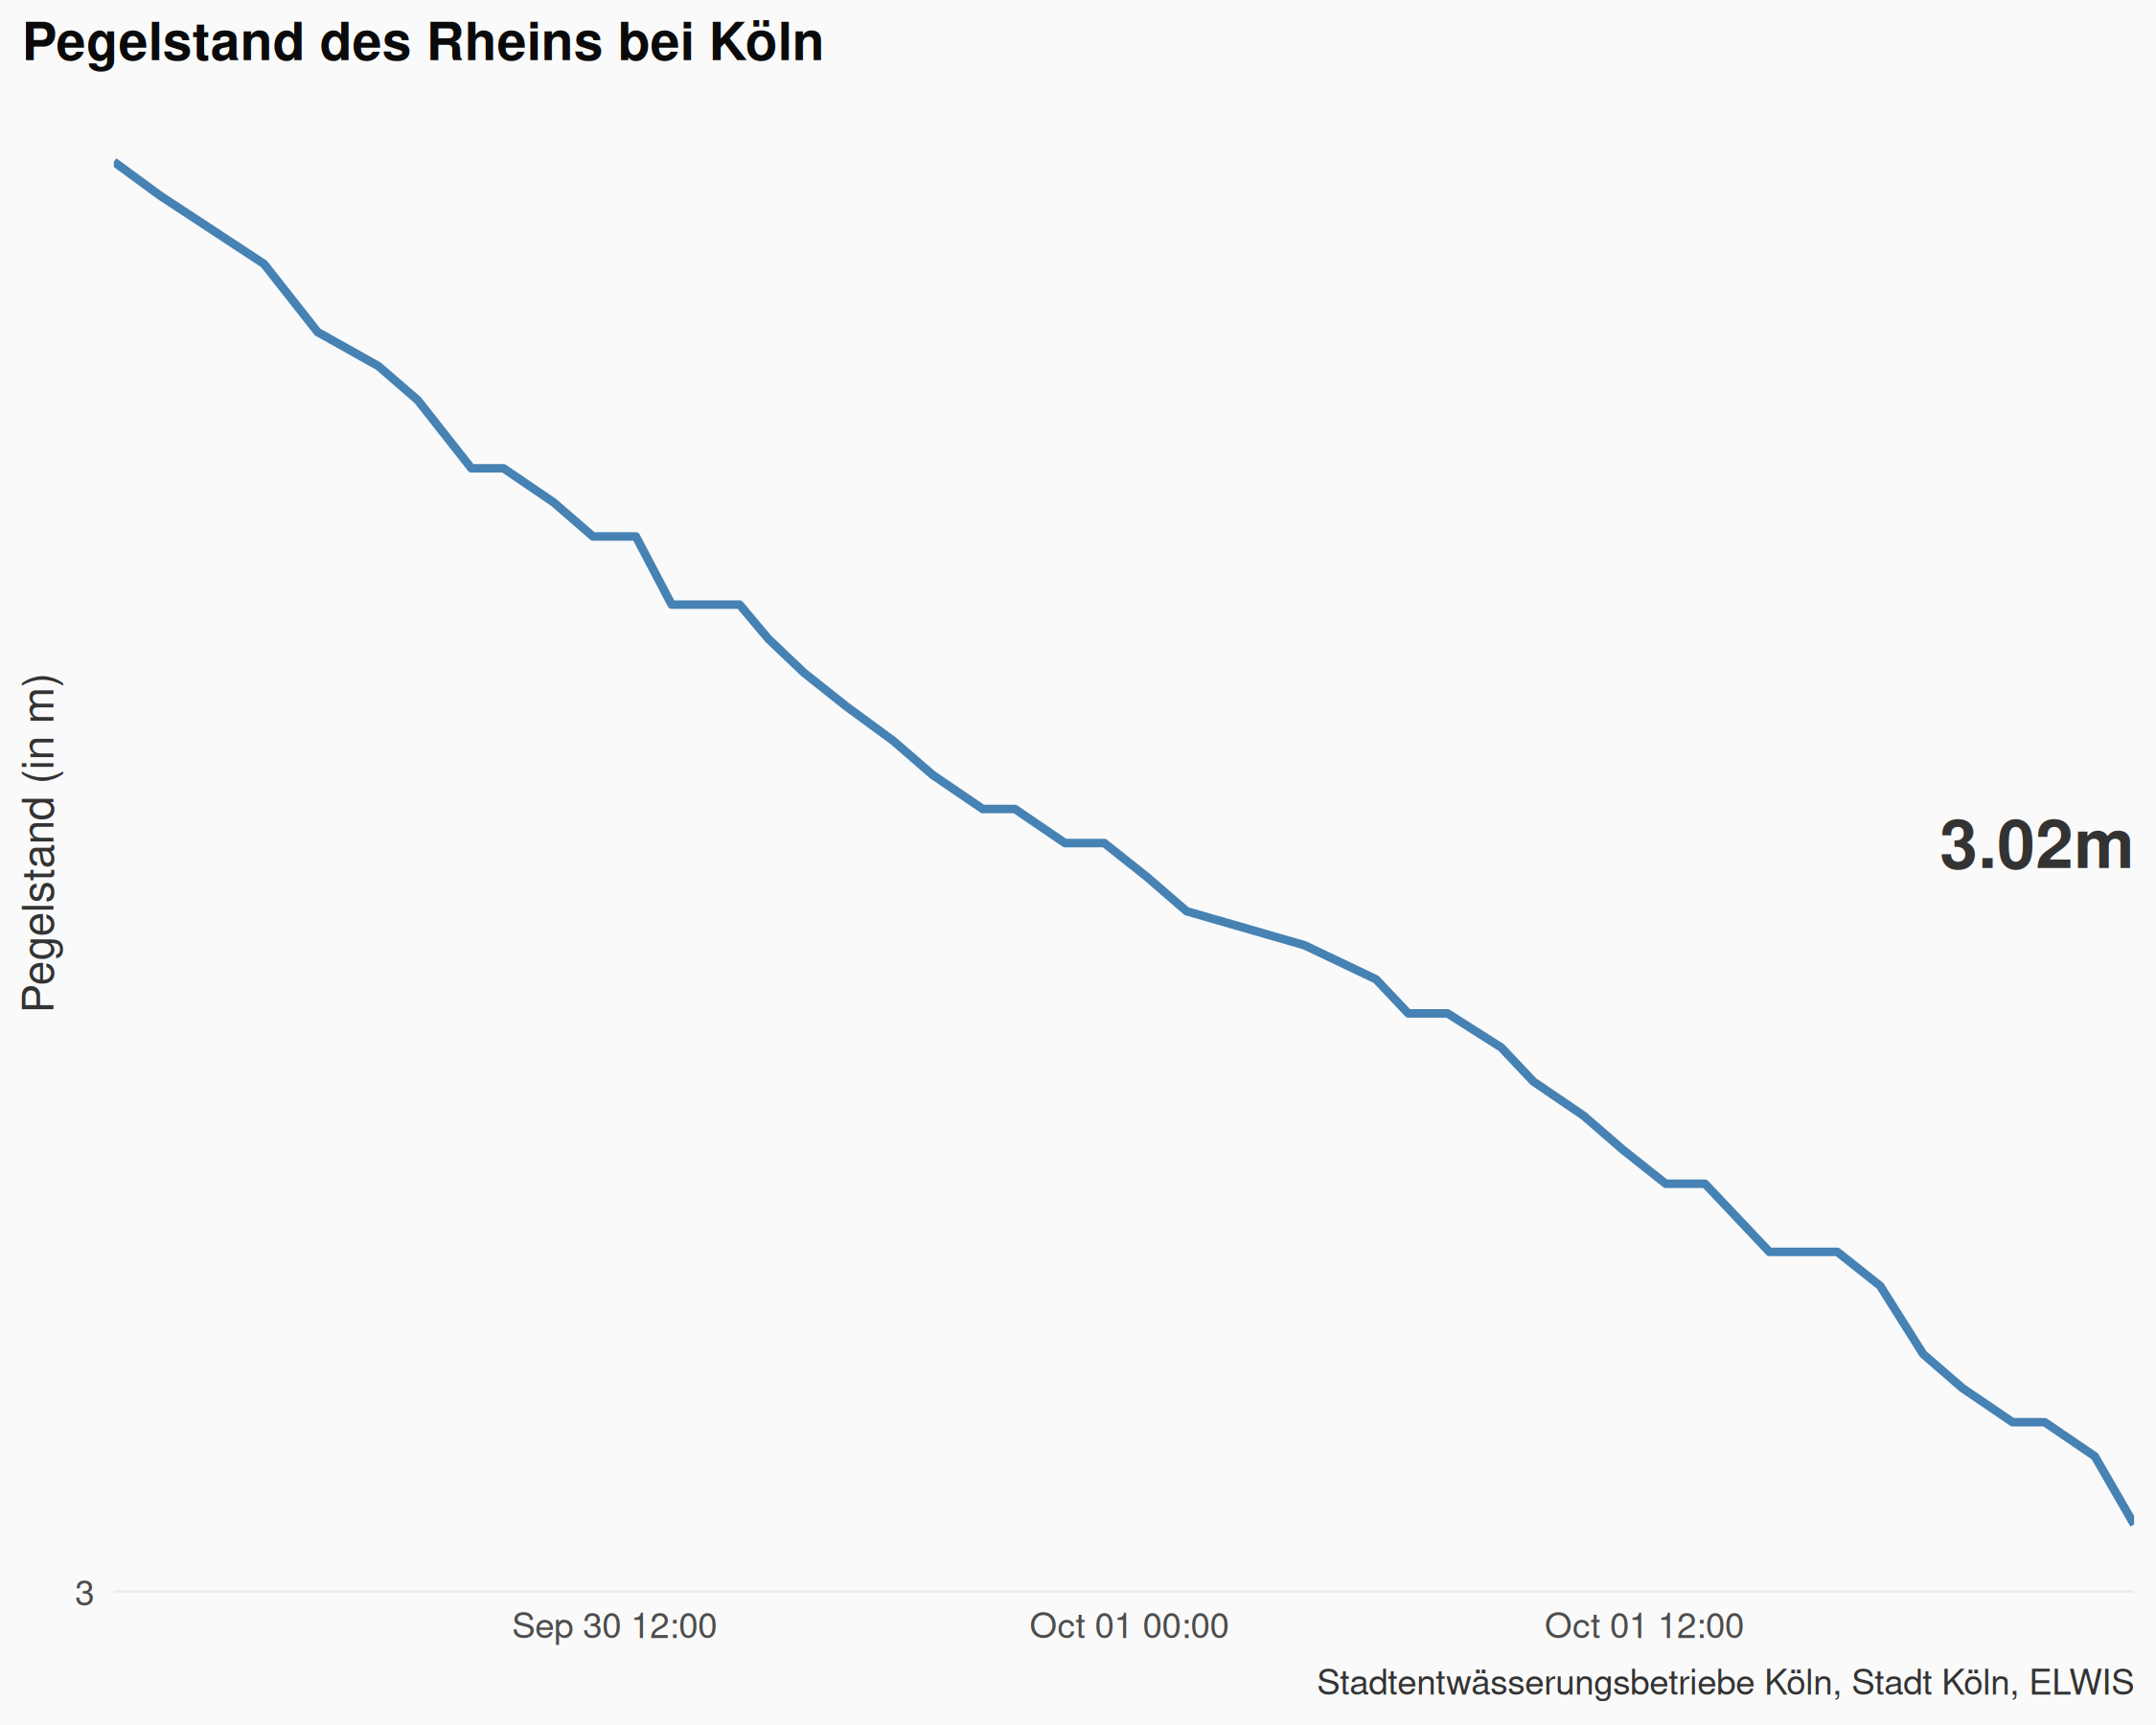 Pegelstand des Rheins bei Köln
Pegelstand (in m)
3.02m
3
Sep 30 12:00
Oct 01 00:00
Oct 01 12:00
Stadtentwässerungsbetriebe Köln, Stadt Köln, ELWIS